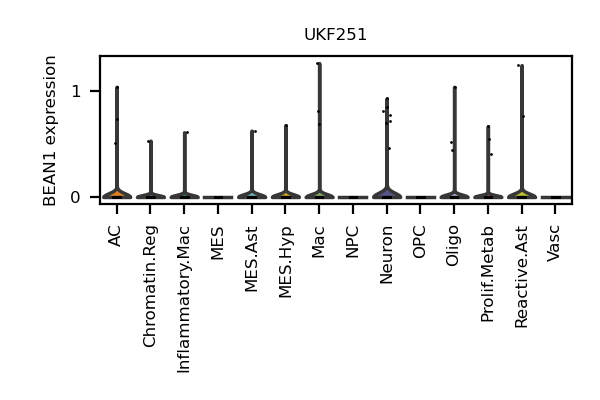 UKF251
BEAN1 expression
1
0
AC
Chromatin.Reg
Inflammatory.Mac
MES
MES.Ast
MES.Hyp
Mac
NPC
Neuron
OPC
Oligo
Prolif.Metab
Reactive.Ast
Vasc